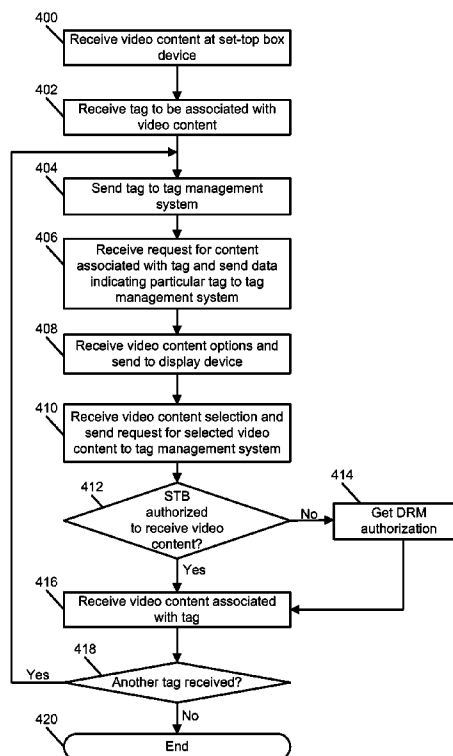 400
Receive video content at set-top box
device
402
Receive tag to be associated with
video content
404
Send tag to tag management
system
406
Receive request for content
associated with tag and send data
indicating particular tag to tag
management system
408
Receive video content options and
send to display device
410
Receive video content selection and
send request for selected video
content to tag management system
412
STB
authorized
to receive video
content?
No
414
Get DRM
authorization
Yes
416
Receive video content associated
with tag
418
Another tag received?
Yes
No
420
End